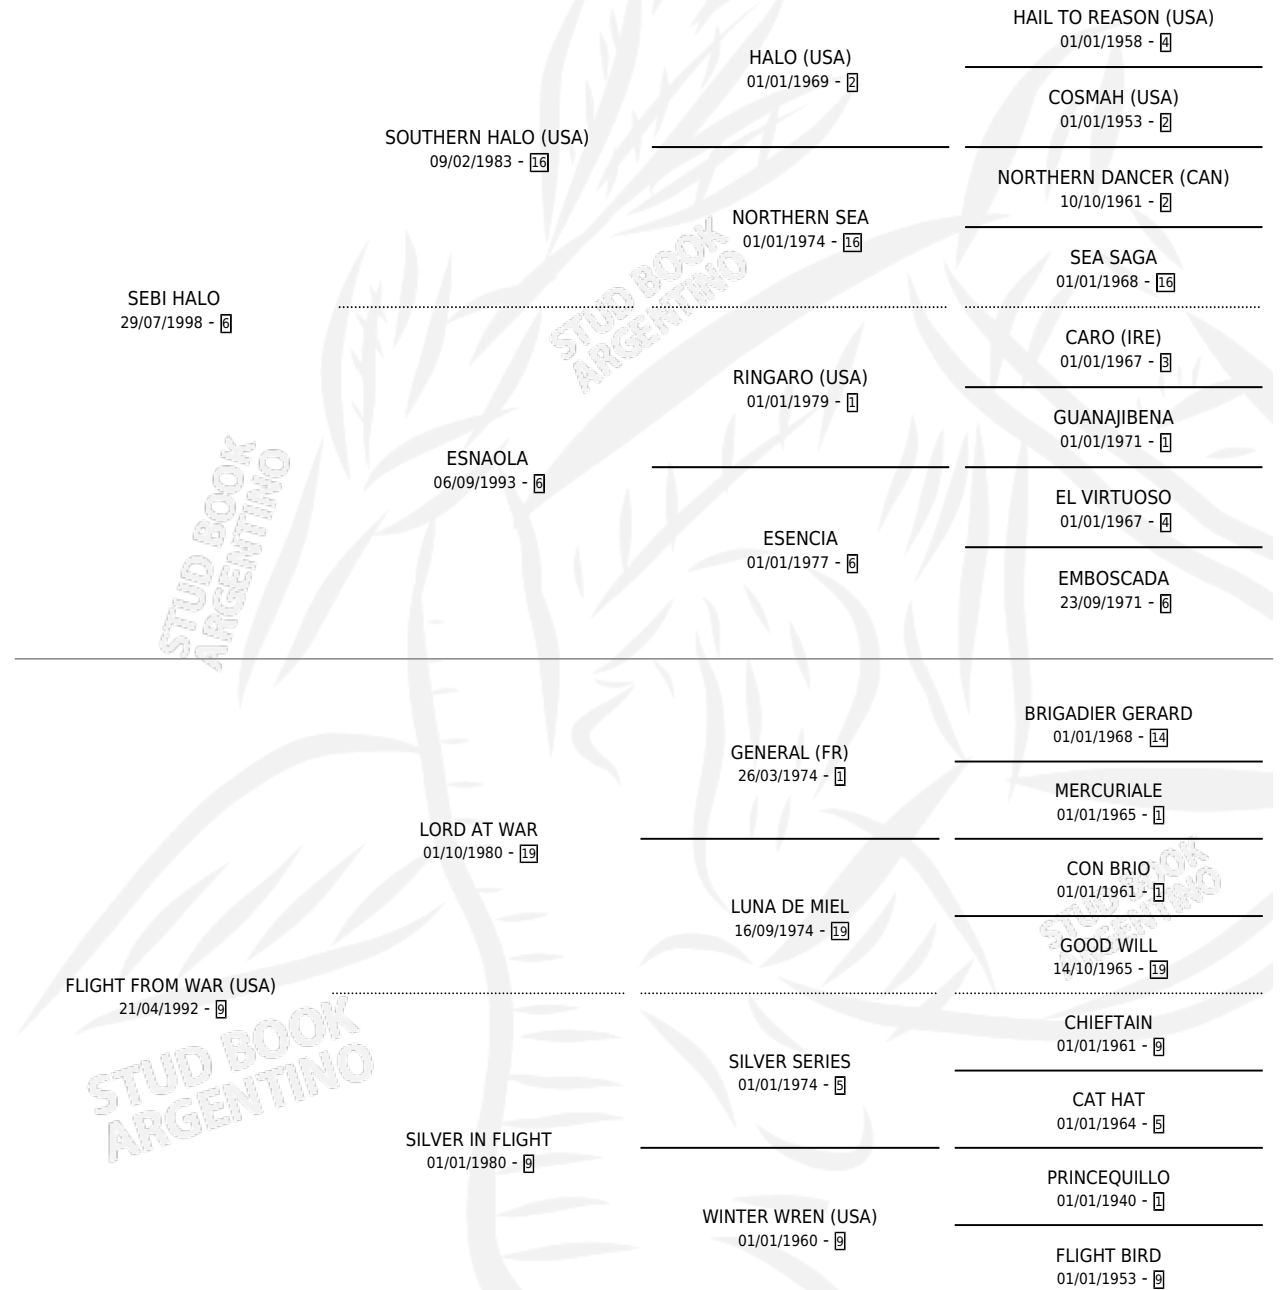 HAIL TO REASON (USA)
01/01/1958 - 4
HALO (USA)
01/01/1969 - 2
COSMAH (USA)
01/01/1953 - 2
SOUTHERN HALO (USA)
09/02/1983 - 16
NORTHERN DANCER (CAN)
10/10/1961 - 2
NORTHERN SEA
01/01/1974 - 16
SEA SAGA
01/01/1968 - 16
SEBI HALO
29/07/1998 - 6
CARO (IRE)
01/01/1967 - 3
RINGARO (USA)
01/01/1979 - 1
GUANAJIBENA
01/01/1971 - 1
ESNAOLA
06/09/1993 - 6
EL VIRTUOSO
01/01/1967 - 4
ESENCIA
01/01/1977 - 6
EMBOSCADA
23/09/1971 - 6
BRIGADIER GERARD
01/01/1968 - 14
GENERAL (FR)
26/03/1974 - 1
MERCURIALE
01/01/1965 - 1
LORD AT WAR
01/10/1980 - 19
CON BRIO
01/01/1961 - 1
LUNA DE MIEL
16/09/1974 - 19
GOOD WILL
14/10/1965 - 19
FLIGHT FROM WAR (USA)
21/04/1992 - 9
CHIEFTAIN
01/01/1961 - 9
SILVER SERIES
01/01/1974 - 5
CAT HAT
01/01/1964 - 5
SILVER IN FLIGHT
01/01/1980 - 9
PRINCEQUILLO
01/01/1940 - 1
WINTER WREN (USA)
01/01/1960 - 9
FLIGHT BIRD
01/01/1953 - 9
STUD BOOK
ARGENTINO
STUD BOOK
ARGENTINO
STUD BOOK
ARGENTINO
STUD BOOK
ARGENTINO